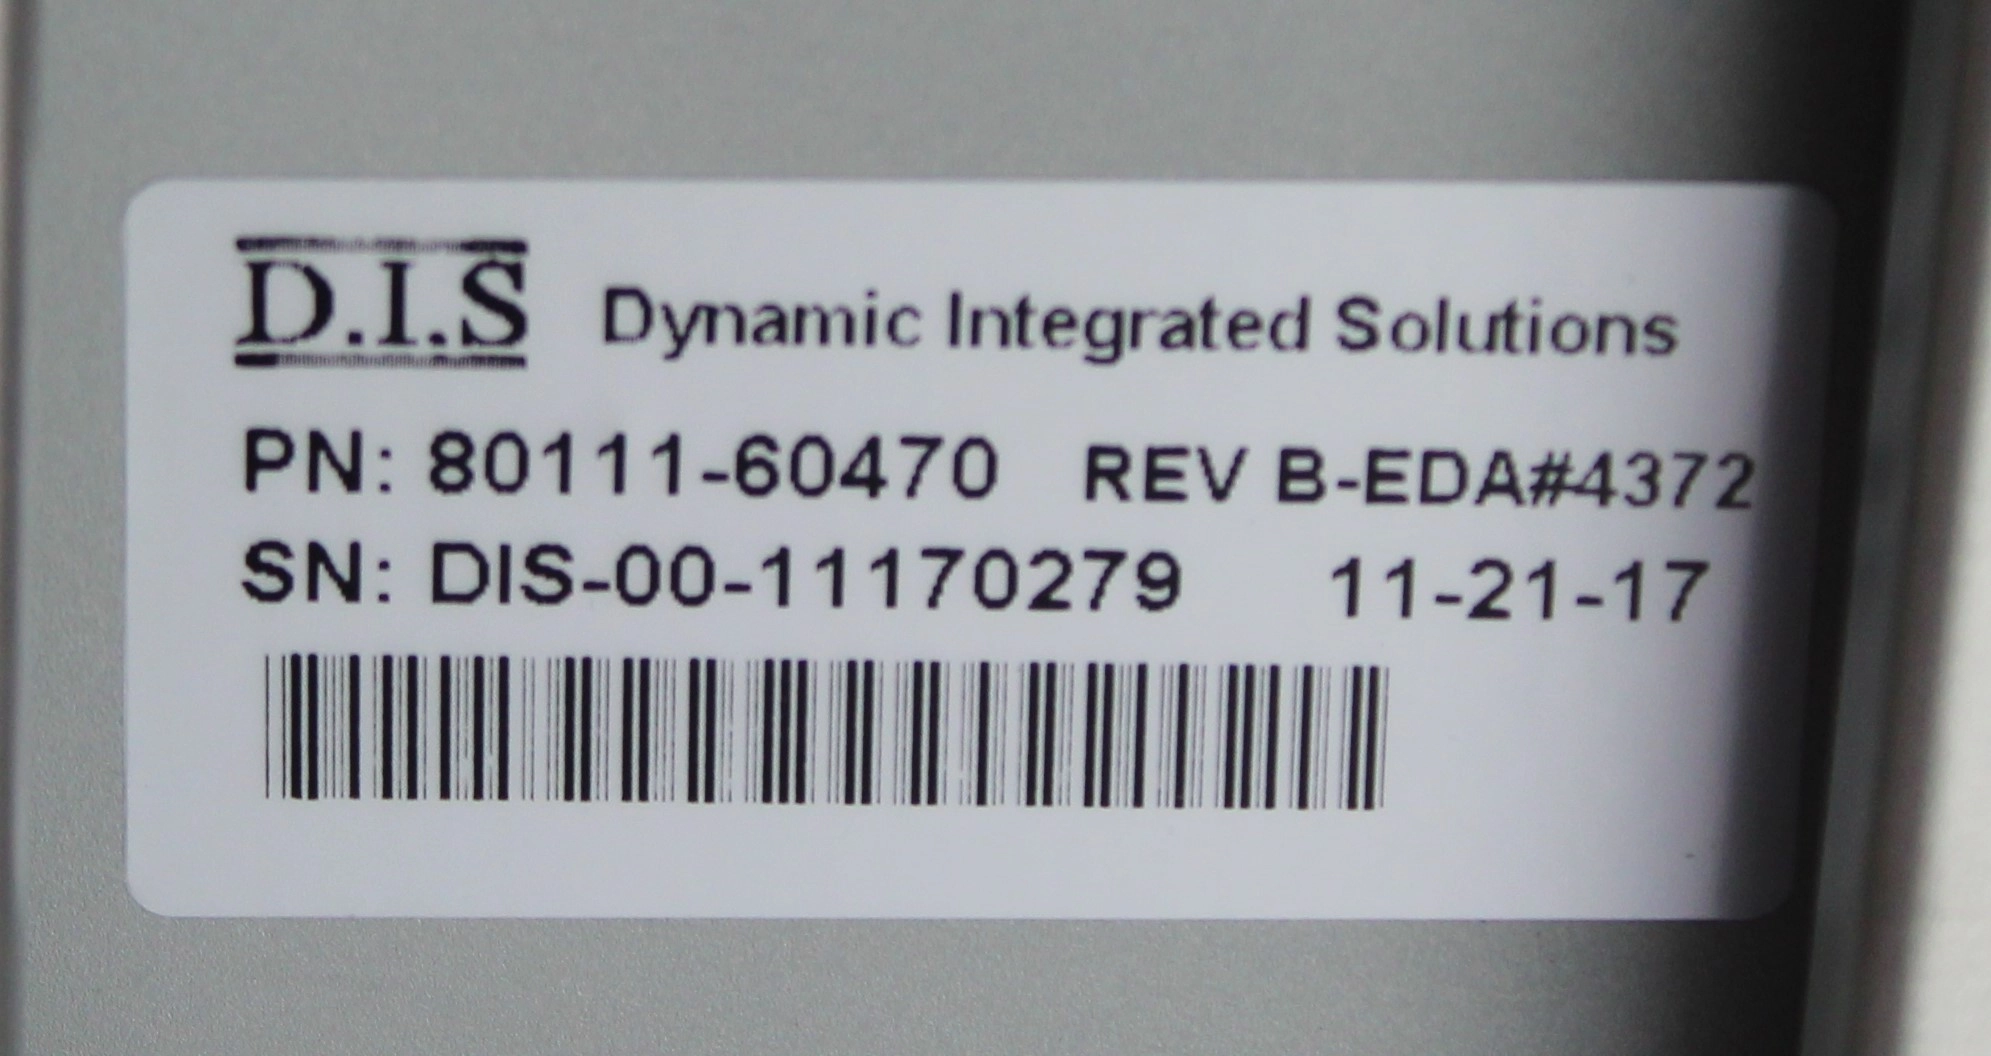 D.I.S Dynamic Integrated Solutions
PN: 80111-60470 REV B-EDA#4372
SN: DIS-00-11170279 11-21-17